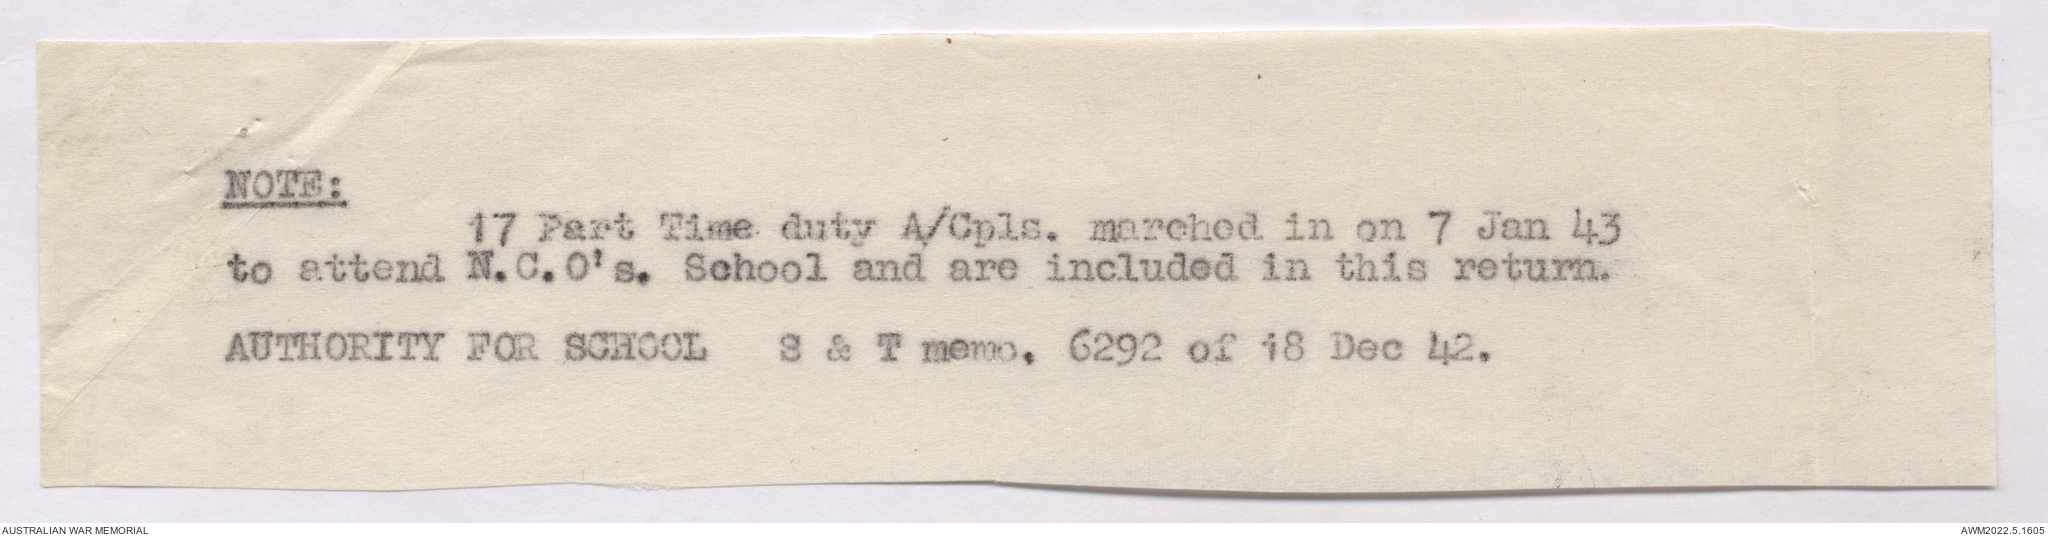 NOTE:
17 Part Time duty A/Cpls. marched in on 7 Jan 43
to attend N.C.O's. School and are included in this return.
AUTHORITY FOR SCHOOL S & T memo. 6292 of 18 Dec 42.
AUSTRALIAN WAR MEMORIAL
AWM2022.5.1605